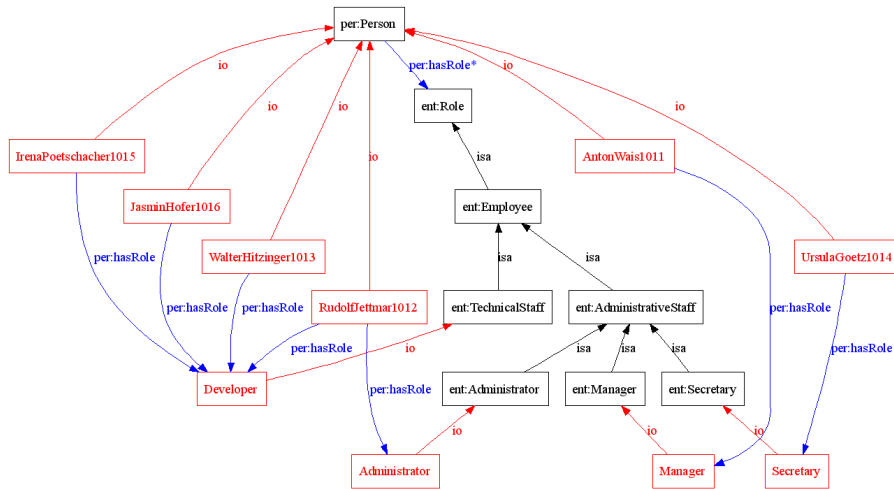 per:Person
io
io
io
io
io
io
per:hasRole*
ent:Role
IrenaPoetschacher1015
isa
AntonWais1011
JasminHofer1016
ent:Employee
WalterHitzinger1013
UrsulaGoetz1014
per:hasRole
isa
isa
per:hasRole
per:hasRole
RudolfJettmar1012
ent:TechnicalStaff
ent:AdministrativeStaff
per:hasRole
per:hasRole
io
isa
isa
isa
per:hasRole
Developer
per:hasRole
ent:Administrator
ent:Manager
ent:Secretary
io
io
io
Administrator
Manager
Secretary